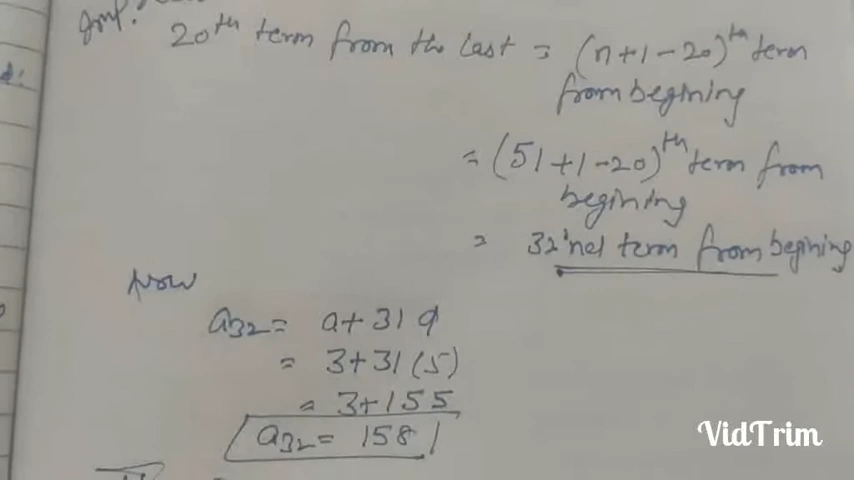 Imp.
20th term from the last = (n+1-20)th term
from begining
= (51+1-20)th term from
begining
= 32'nd term from begining
Now
a32 = a+31d
= 3+31(5)
= 3+155
a32 = 158
VidTrim